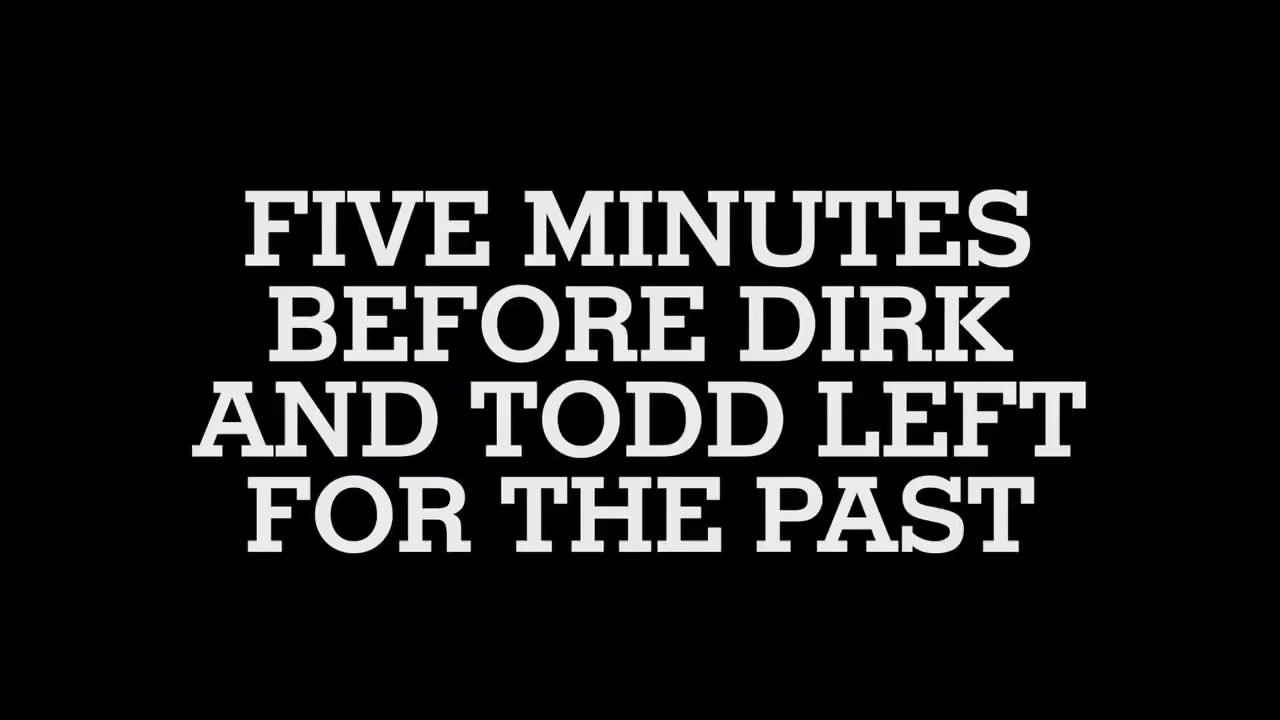 FIVE MINUTES
BEFORE DIRK
AND TODD LEFT
FOR THE PAST